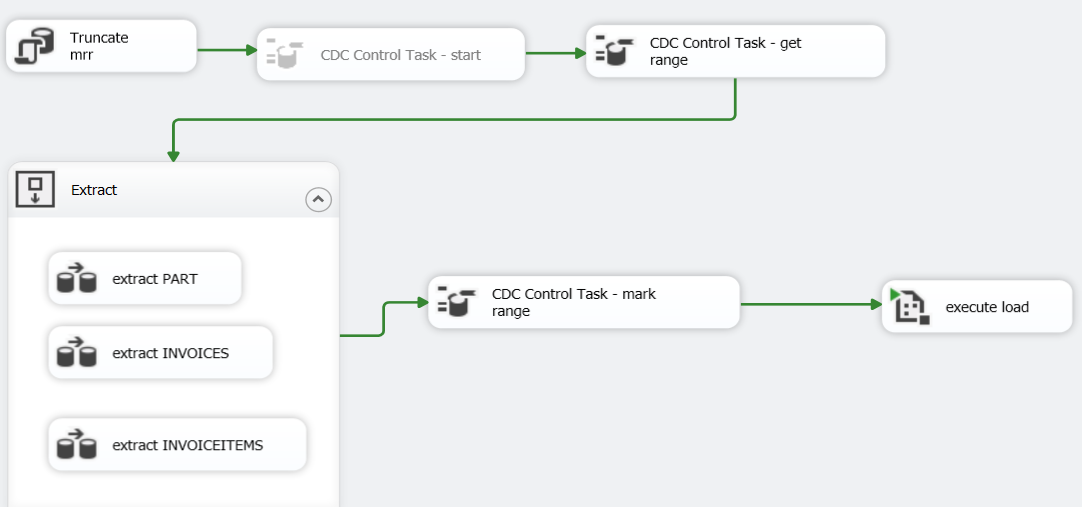 Truncate
mrr
CDC Control Task - start
CDC Control Task - get
range
Extract
extract PART
extract INVOICES
extract INVOICEITEMS
CDC Control Task - mark
range
execute load